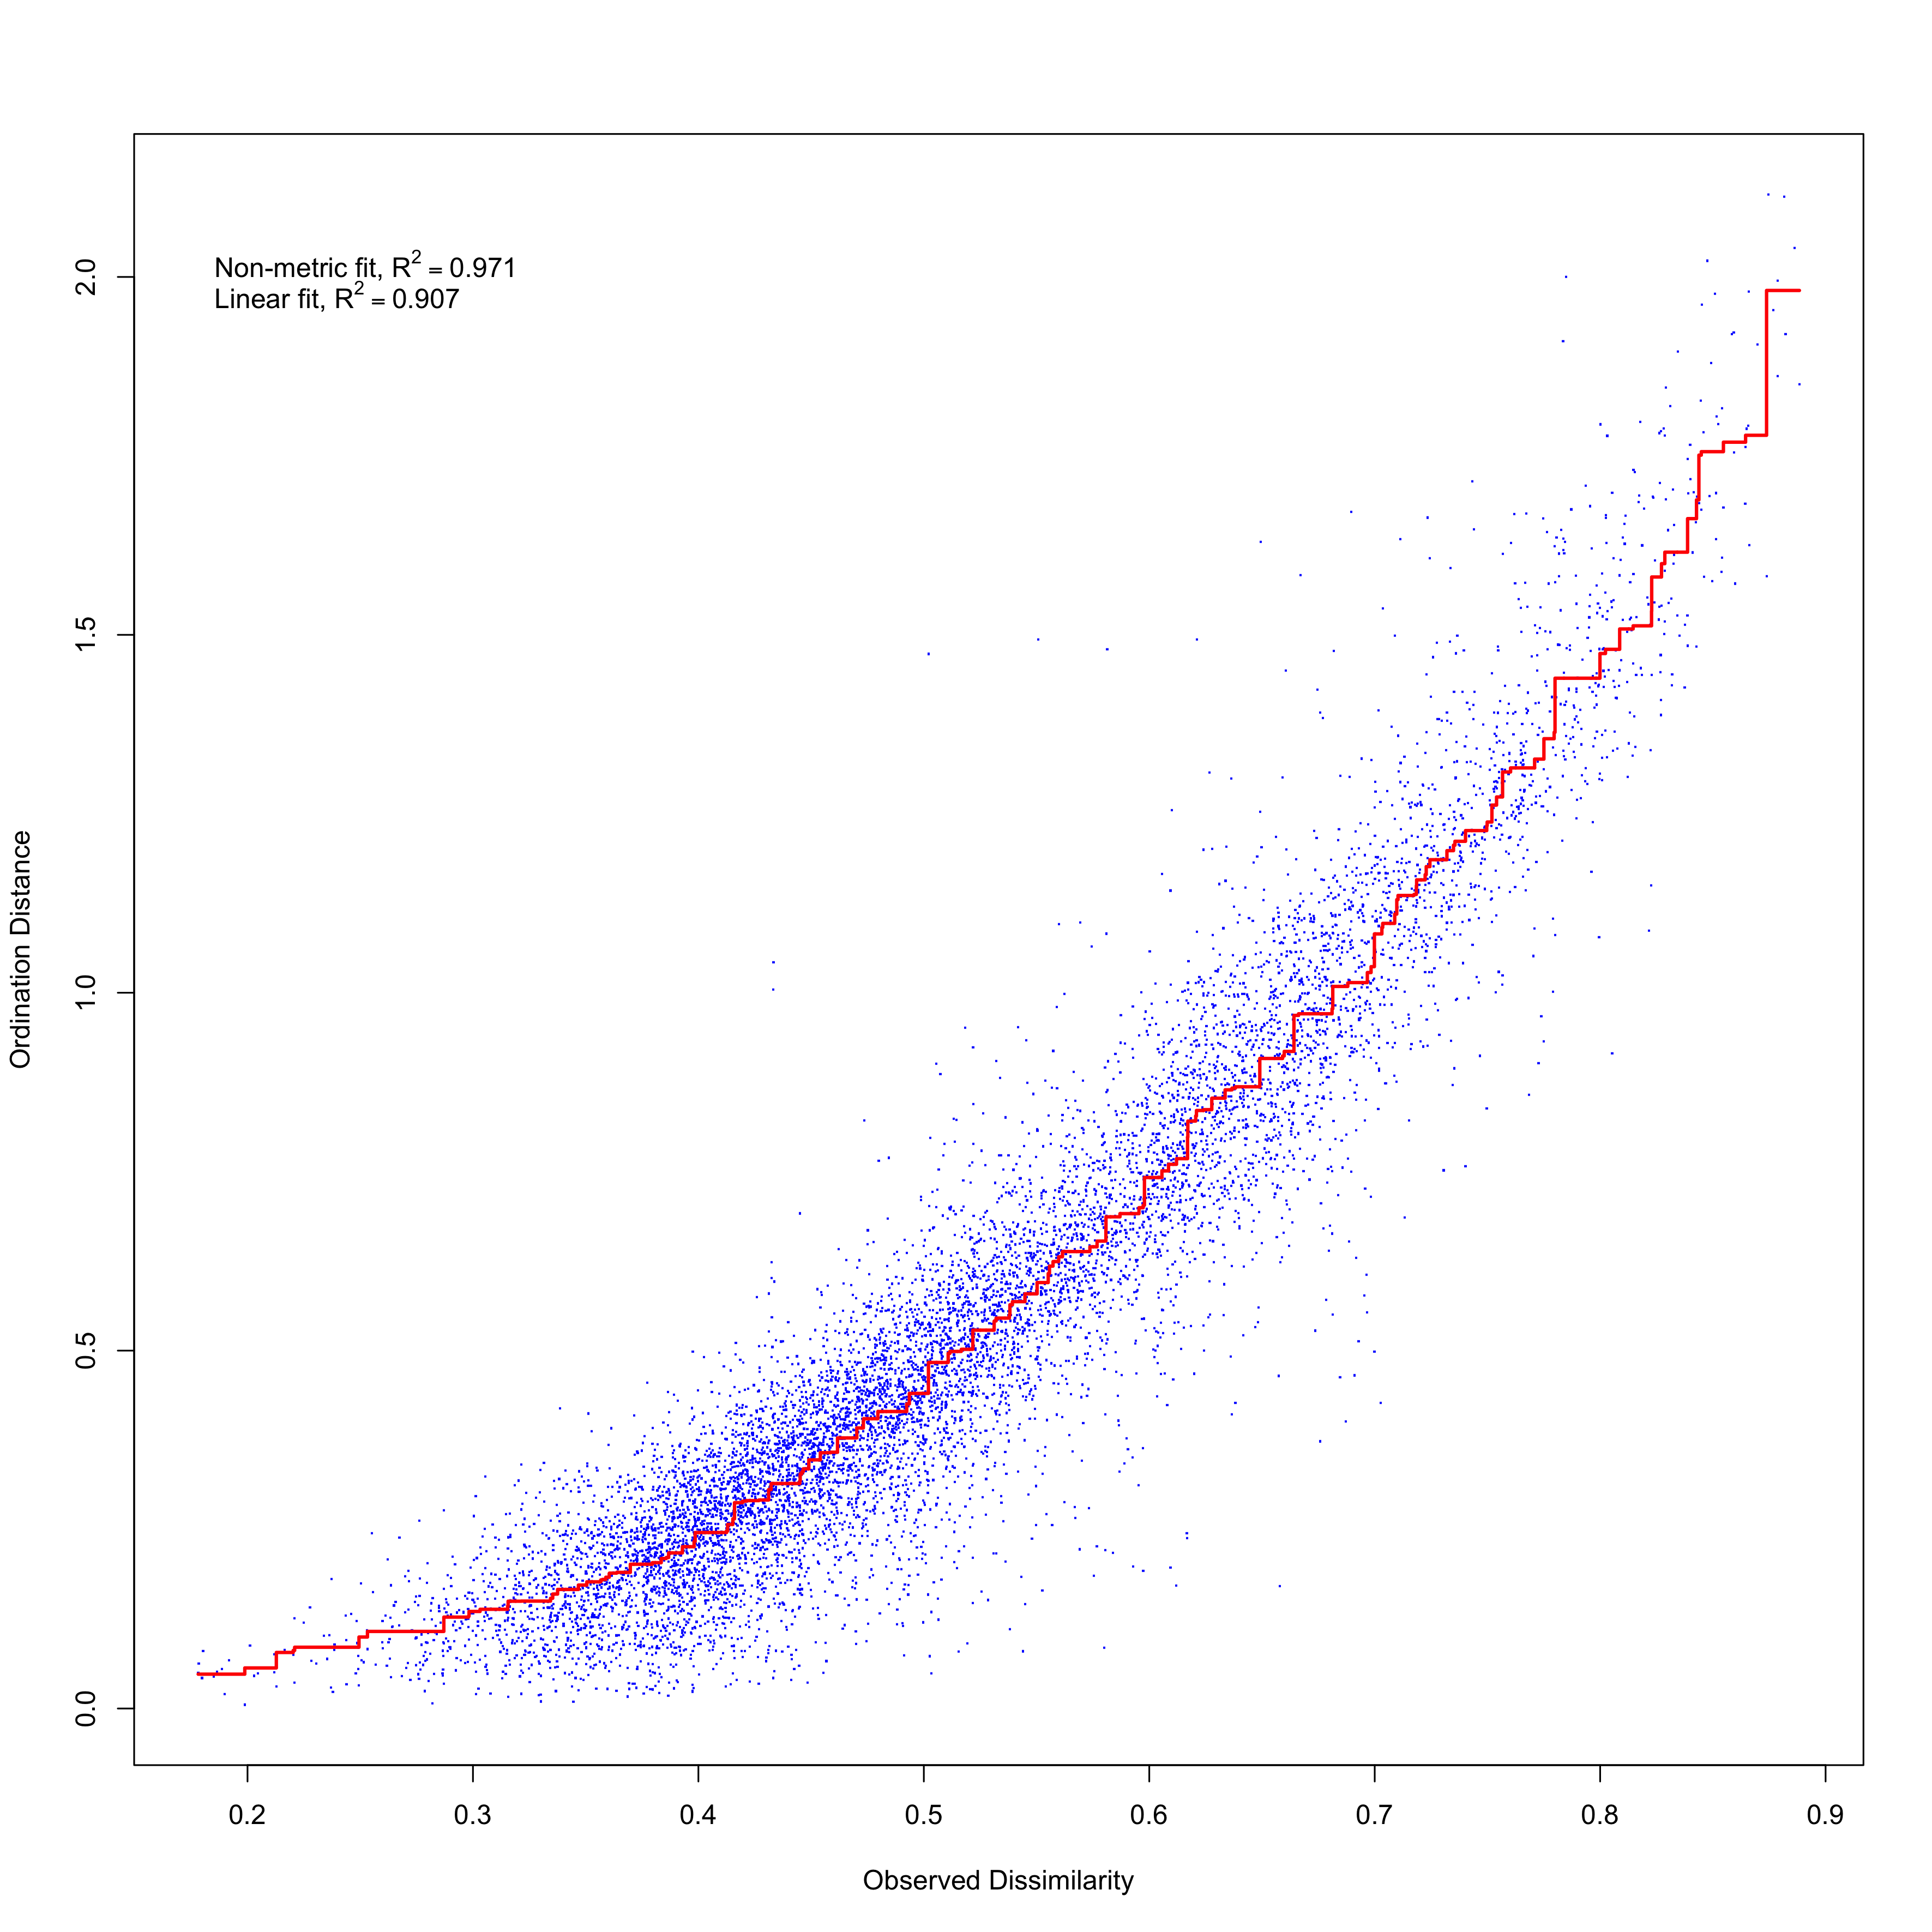 Non-metric fit, R² = 0.971
Linear fit, R² = 0.907
2.0
1.5
1.0
0.5
0.0
Ordination Distance
0.2 0.3 0.4 0.5 0.6 0.7 0.8 0.9
Observed Dissimilarity